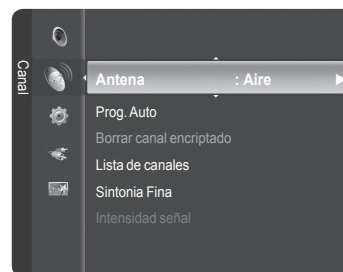 Canal
Antena : Aire
Prog. Auto
Borrar canal encriptado
Lista de canales
Sintonia Fina
Intensidad señal